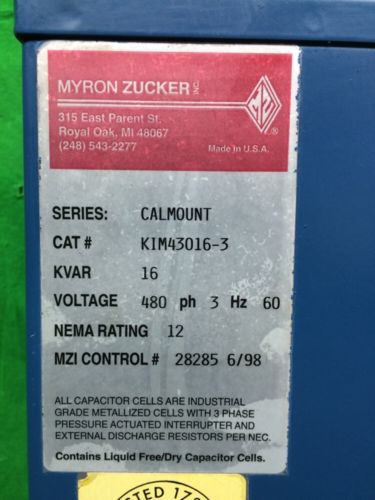 MYRON ZUCKER INC.
315 East Parent St.
Royal Oak, MI 48067
(248) 543-2277
MZ ®
Made in U.S.A.
SERIES: CALMOUNT
CAT # KIM43016-3
KVAR 16
VOLTAGE 480 ph 3 Hz 60
NEMA RATING 12
MZI CONTROL # 28285 6/98
ALL CAPACITOR CELLS ARE INDUSTRIAL
GRADE METALLIZED CELLS WITH 3 PHASE
PRESSURE ACTUATED INTERRUPTER AND
EXTERNAL DISCHARGE RESISTORS PER NEC.
Contains Liquid Free/Dry Capacitor Cells.